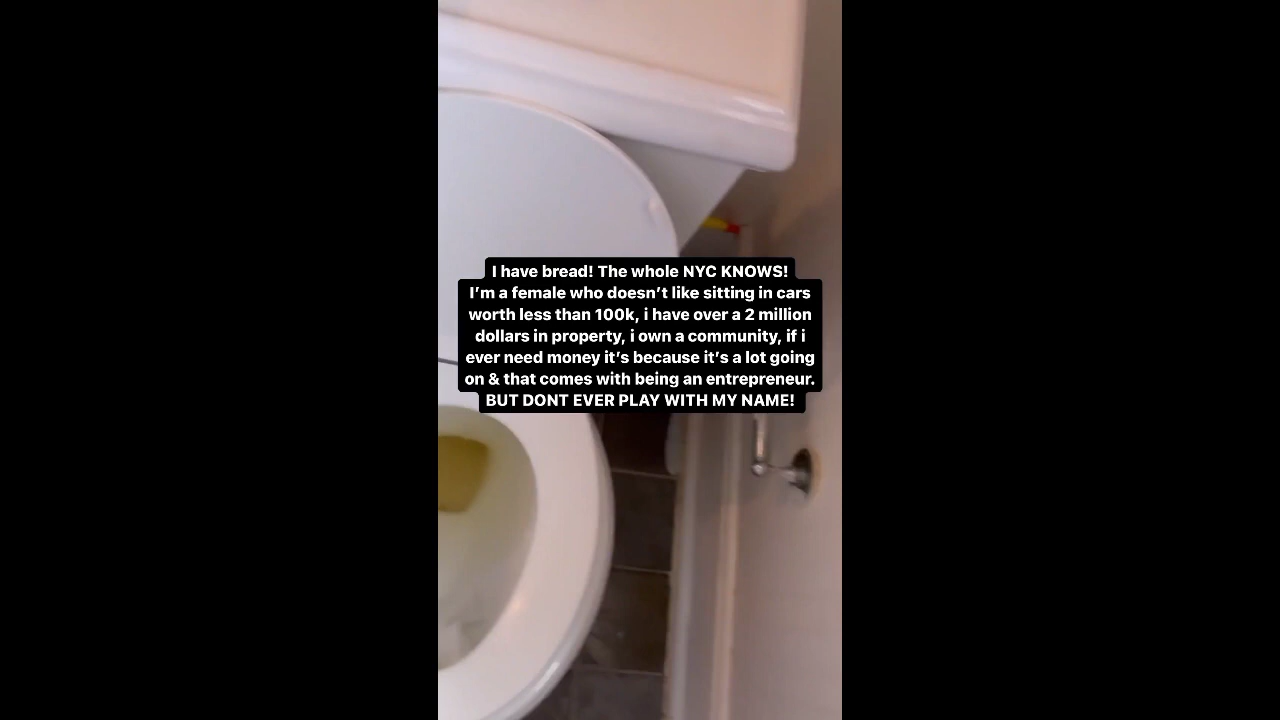 I have bread! The whole NYC KNOWS!
I’m a female who doesn’t like sitting in cars
worth less than 100k, i have over a 2 million
dollars in property, i own a community, if i
ever need money it’s because it’s a lot going
on & that comes with being an entrepreneur.
BUT DONT EVER PLAY WITH MY NAME!